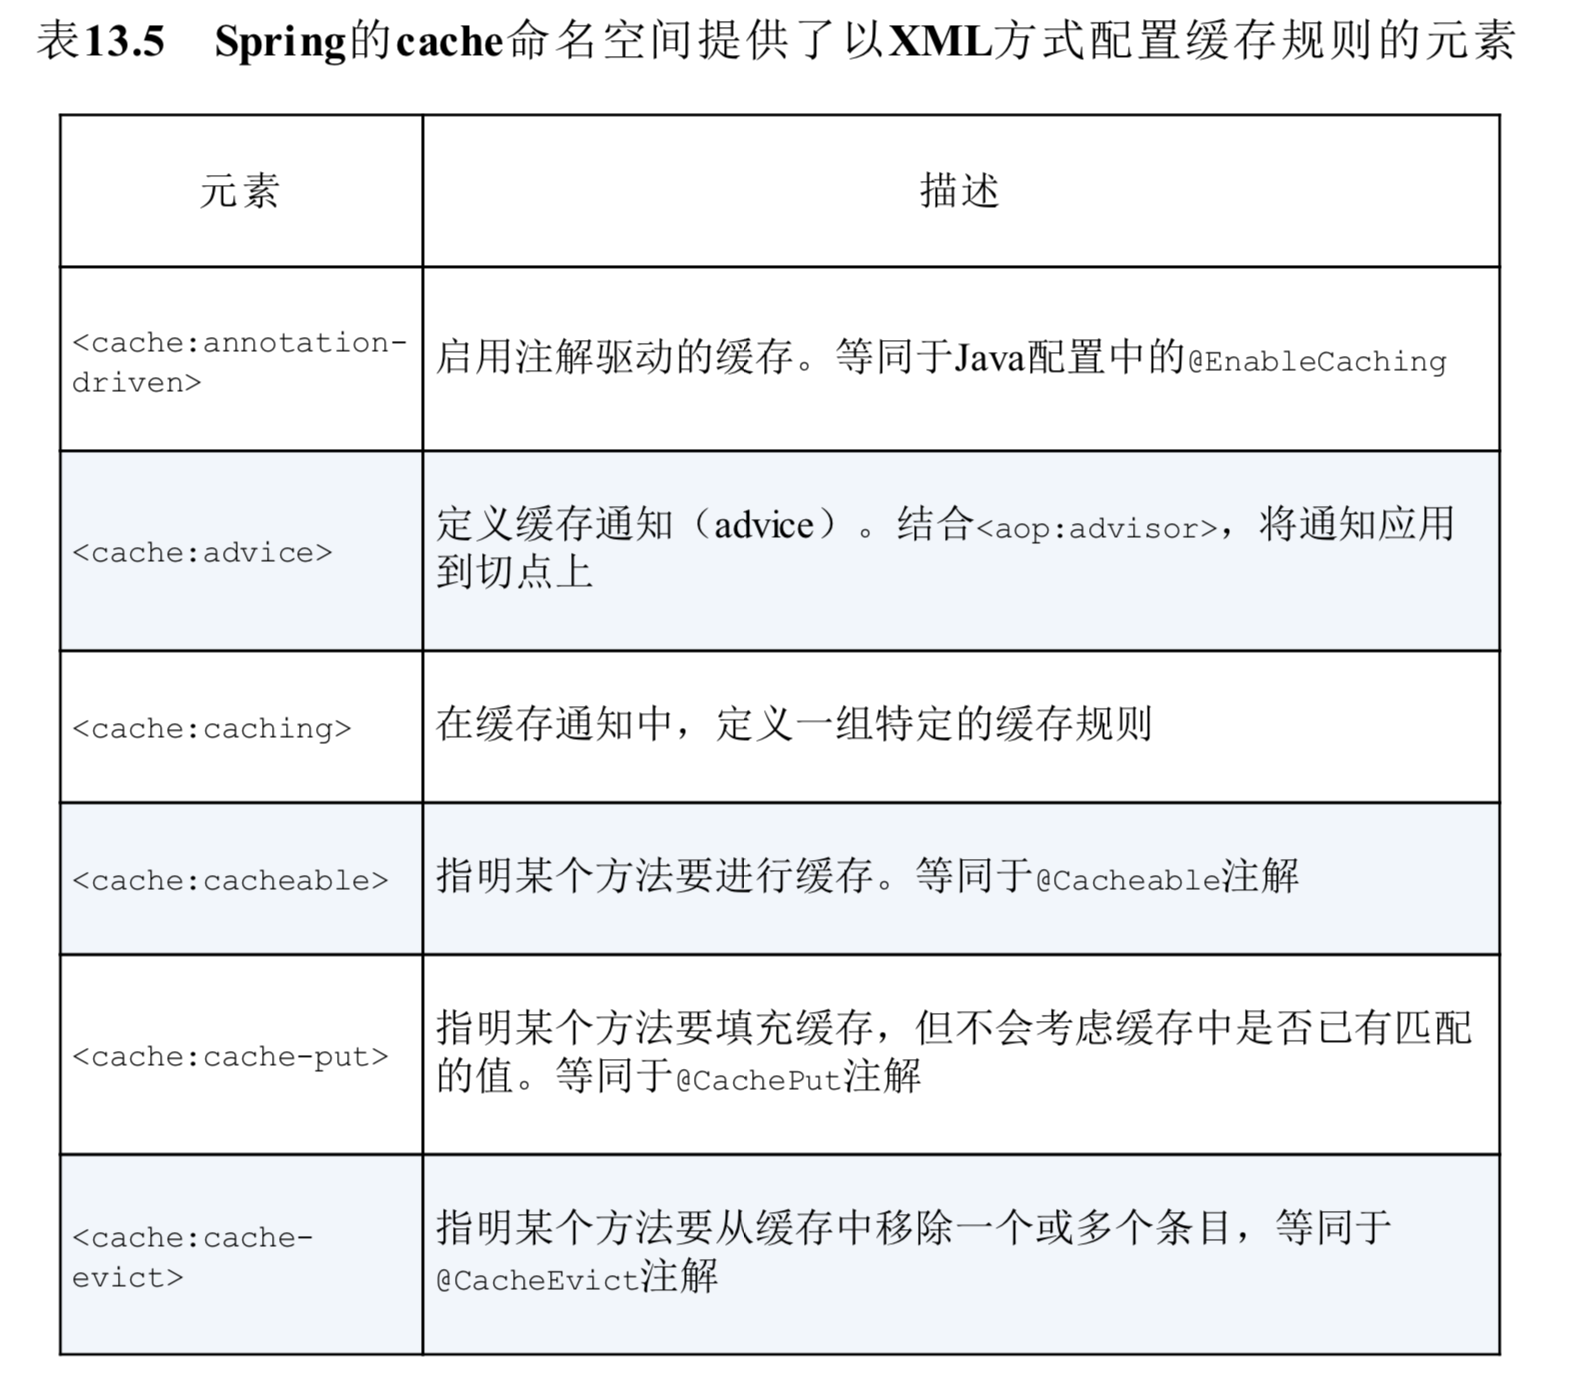 表13.5 Spring的cache命名空间提供了以XML方式配置缓存规则的元素
元素
描述
<cache:annotation-
driven>
启用注解驱动的缓存。等同于Java配置中的@EnableCaching
<cache:advice>
定义缓存通知（advice）。结合<aop:advisor>，将通知应用
到切点上
<cache:caching>
在缓存通知中，定义一组特定的缓存规则
<cache:cacheable>
指明某个方法要进行缓存。等同于@Cacheable注解
<cache:cache-put>
指明某个方法要填充缓存，但不会考虑缓存中是否已有匹配
的值。等同于@CachePut注解
<cache:cache-
evict>
指明某个方法要从缓存中移除一个或多个条目，等同于
@CacheEvict注解